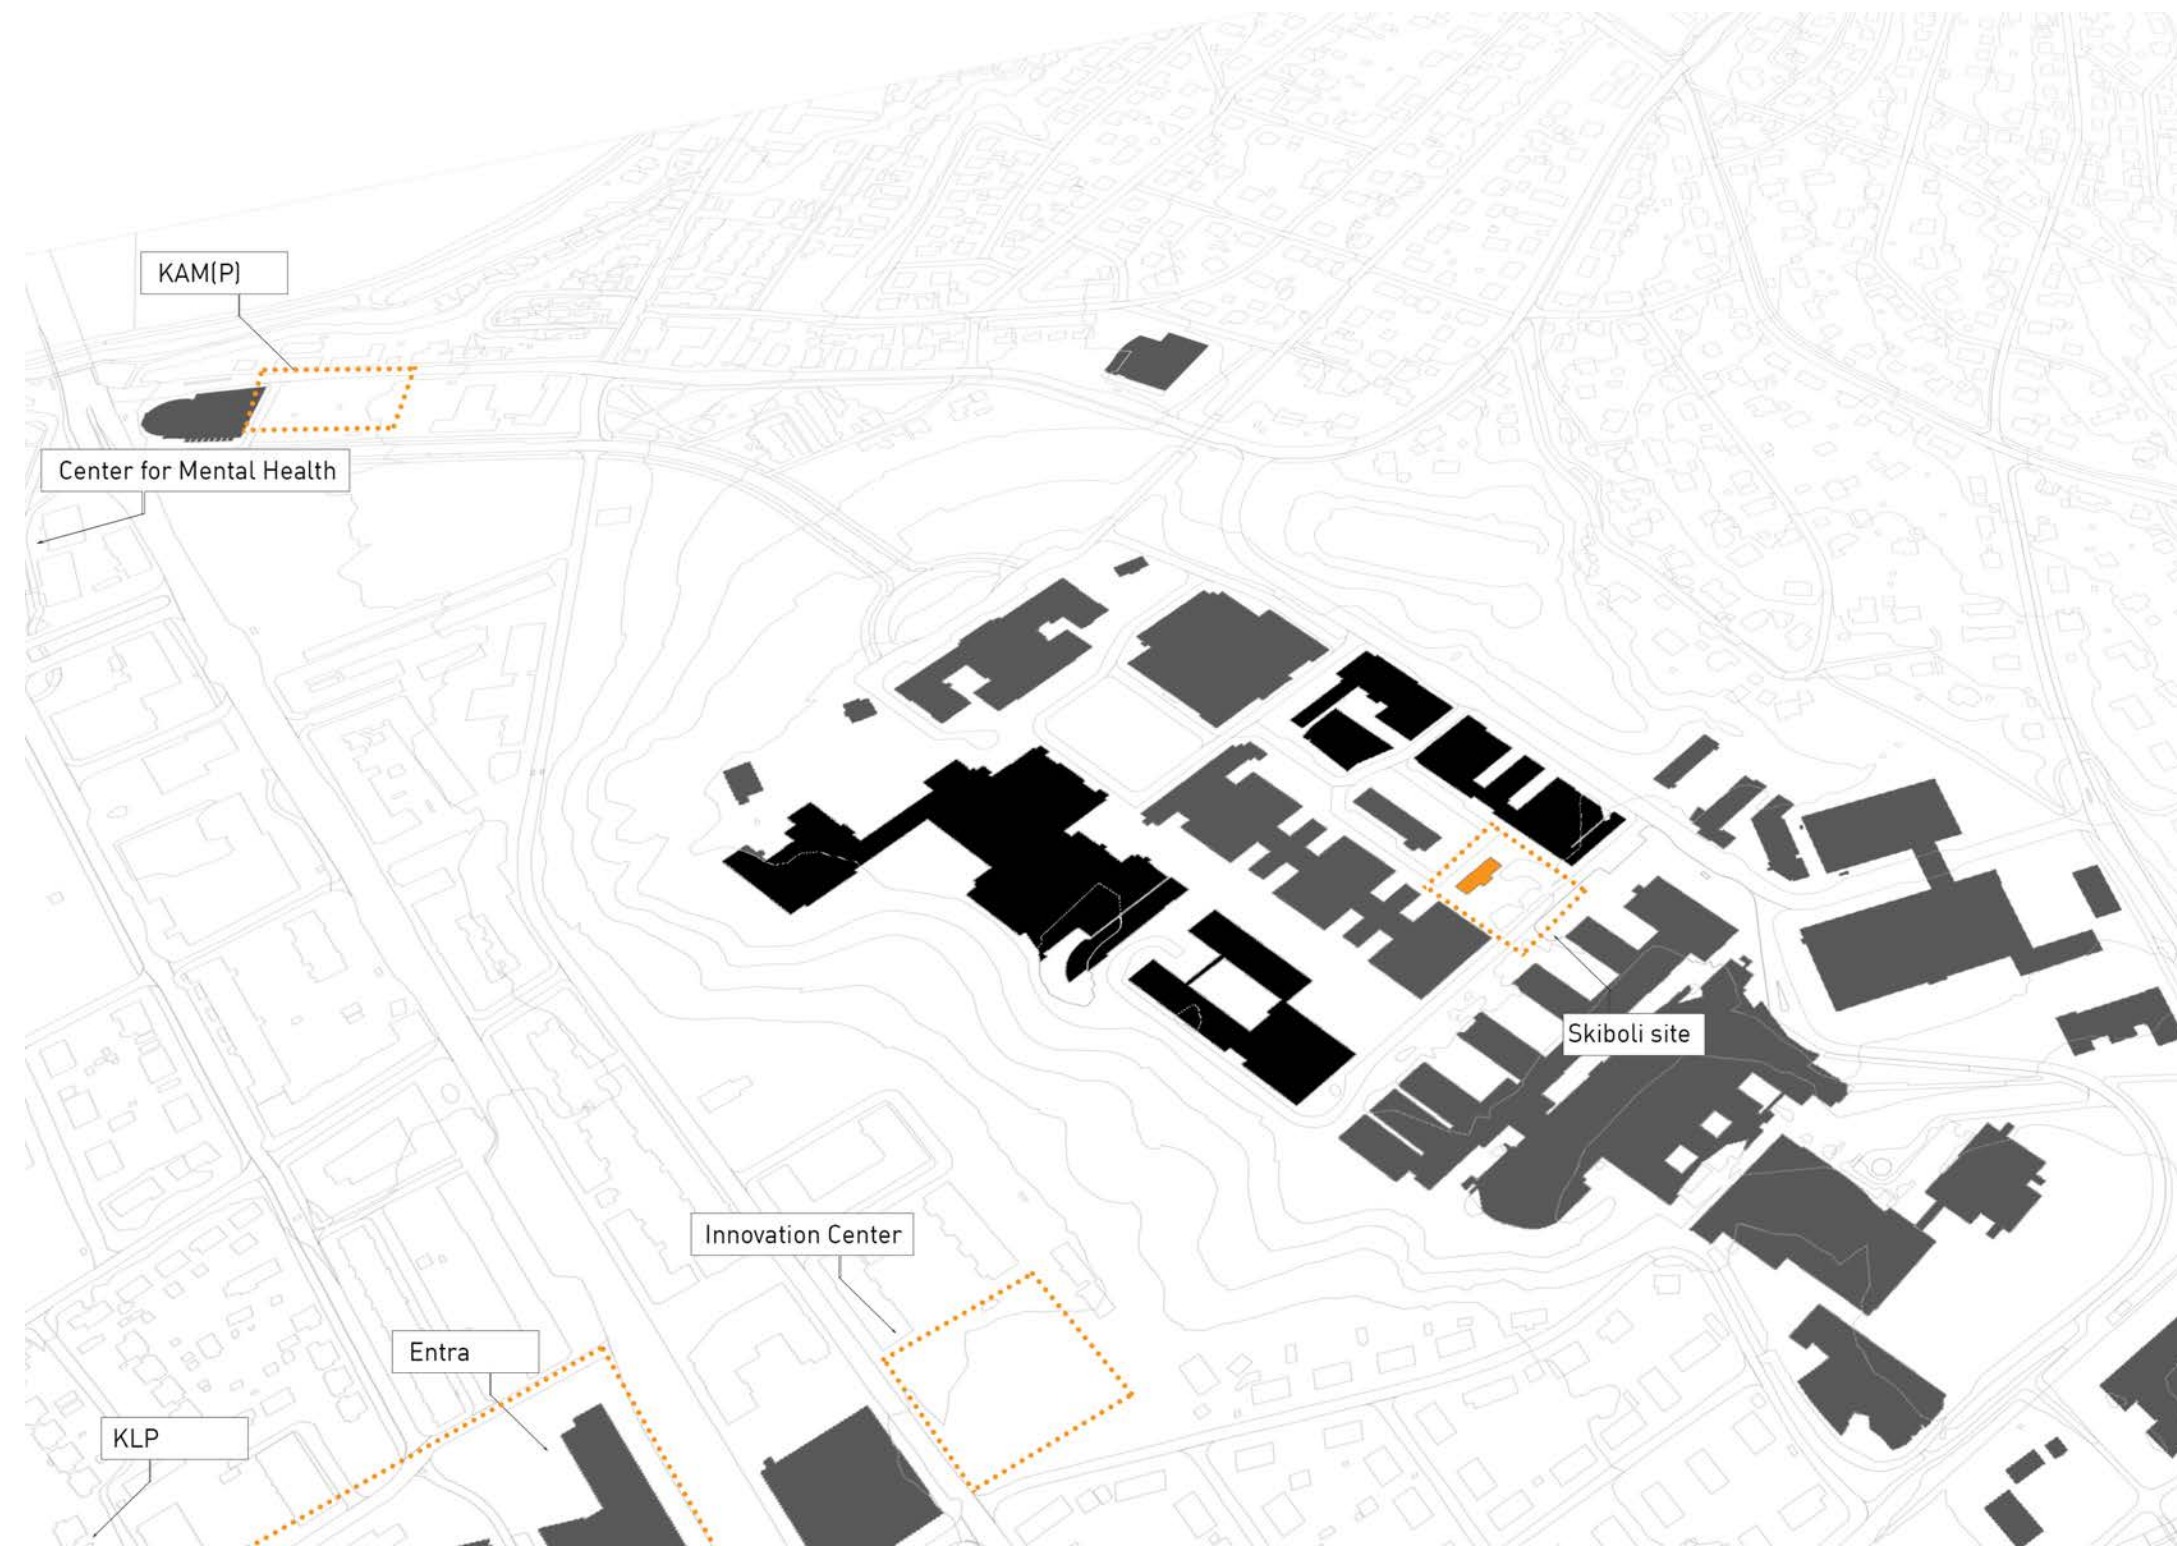 KAM(P)
Center for Mental Health
Skiboli site
Innovation Center
Entra
KLP